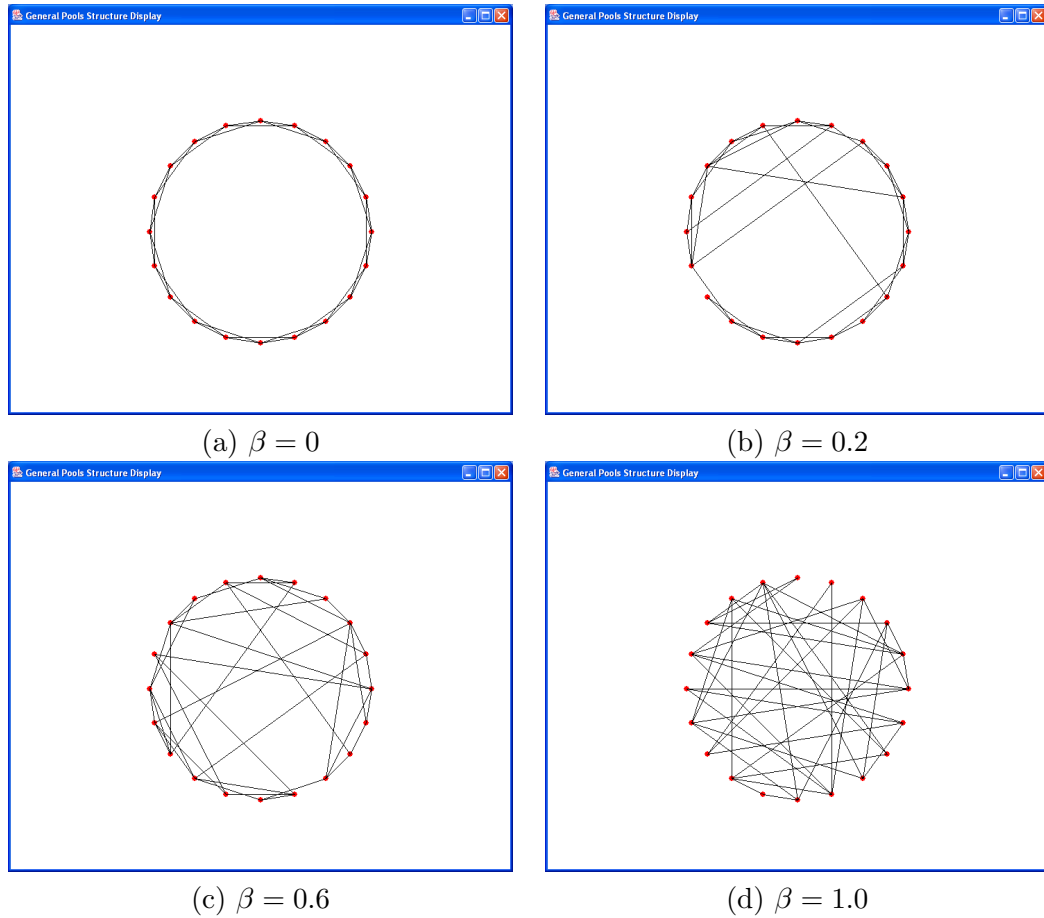 General Pools Structure Display
General Pools Structure Display
(a) β = 0
(b) β = 0.2
General Pools Structure Display
General Pools Structure Display
(c) β = 0.6
(d) β = 1.0